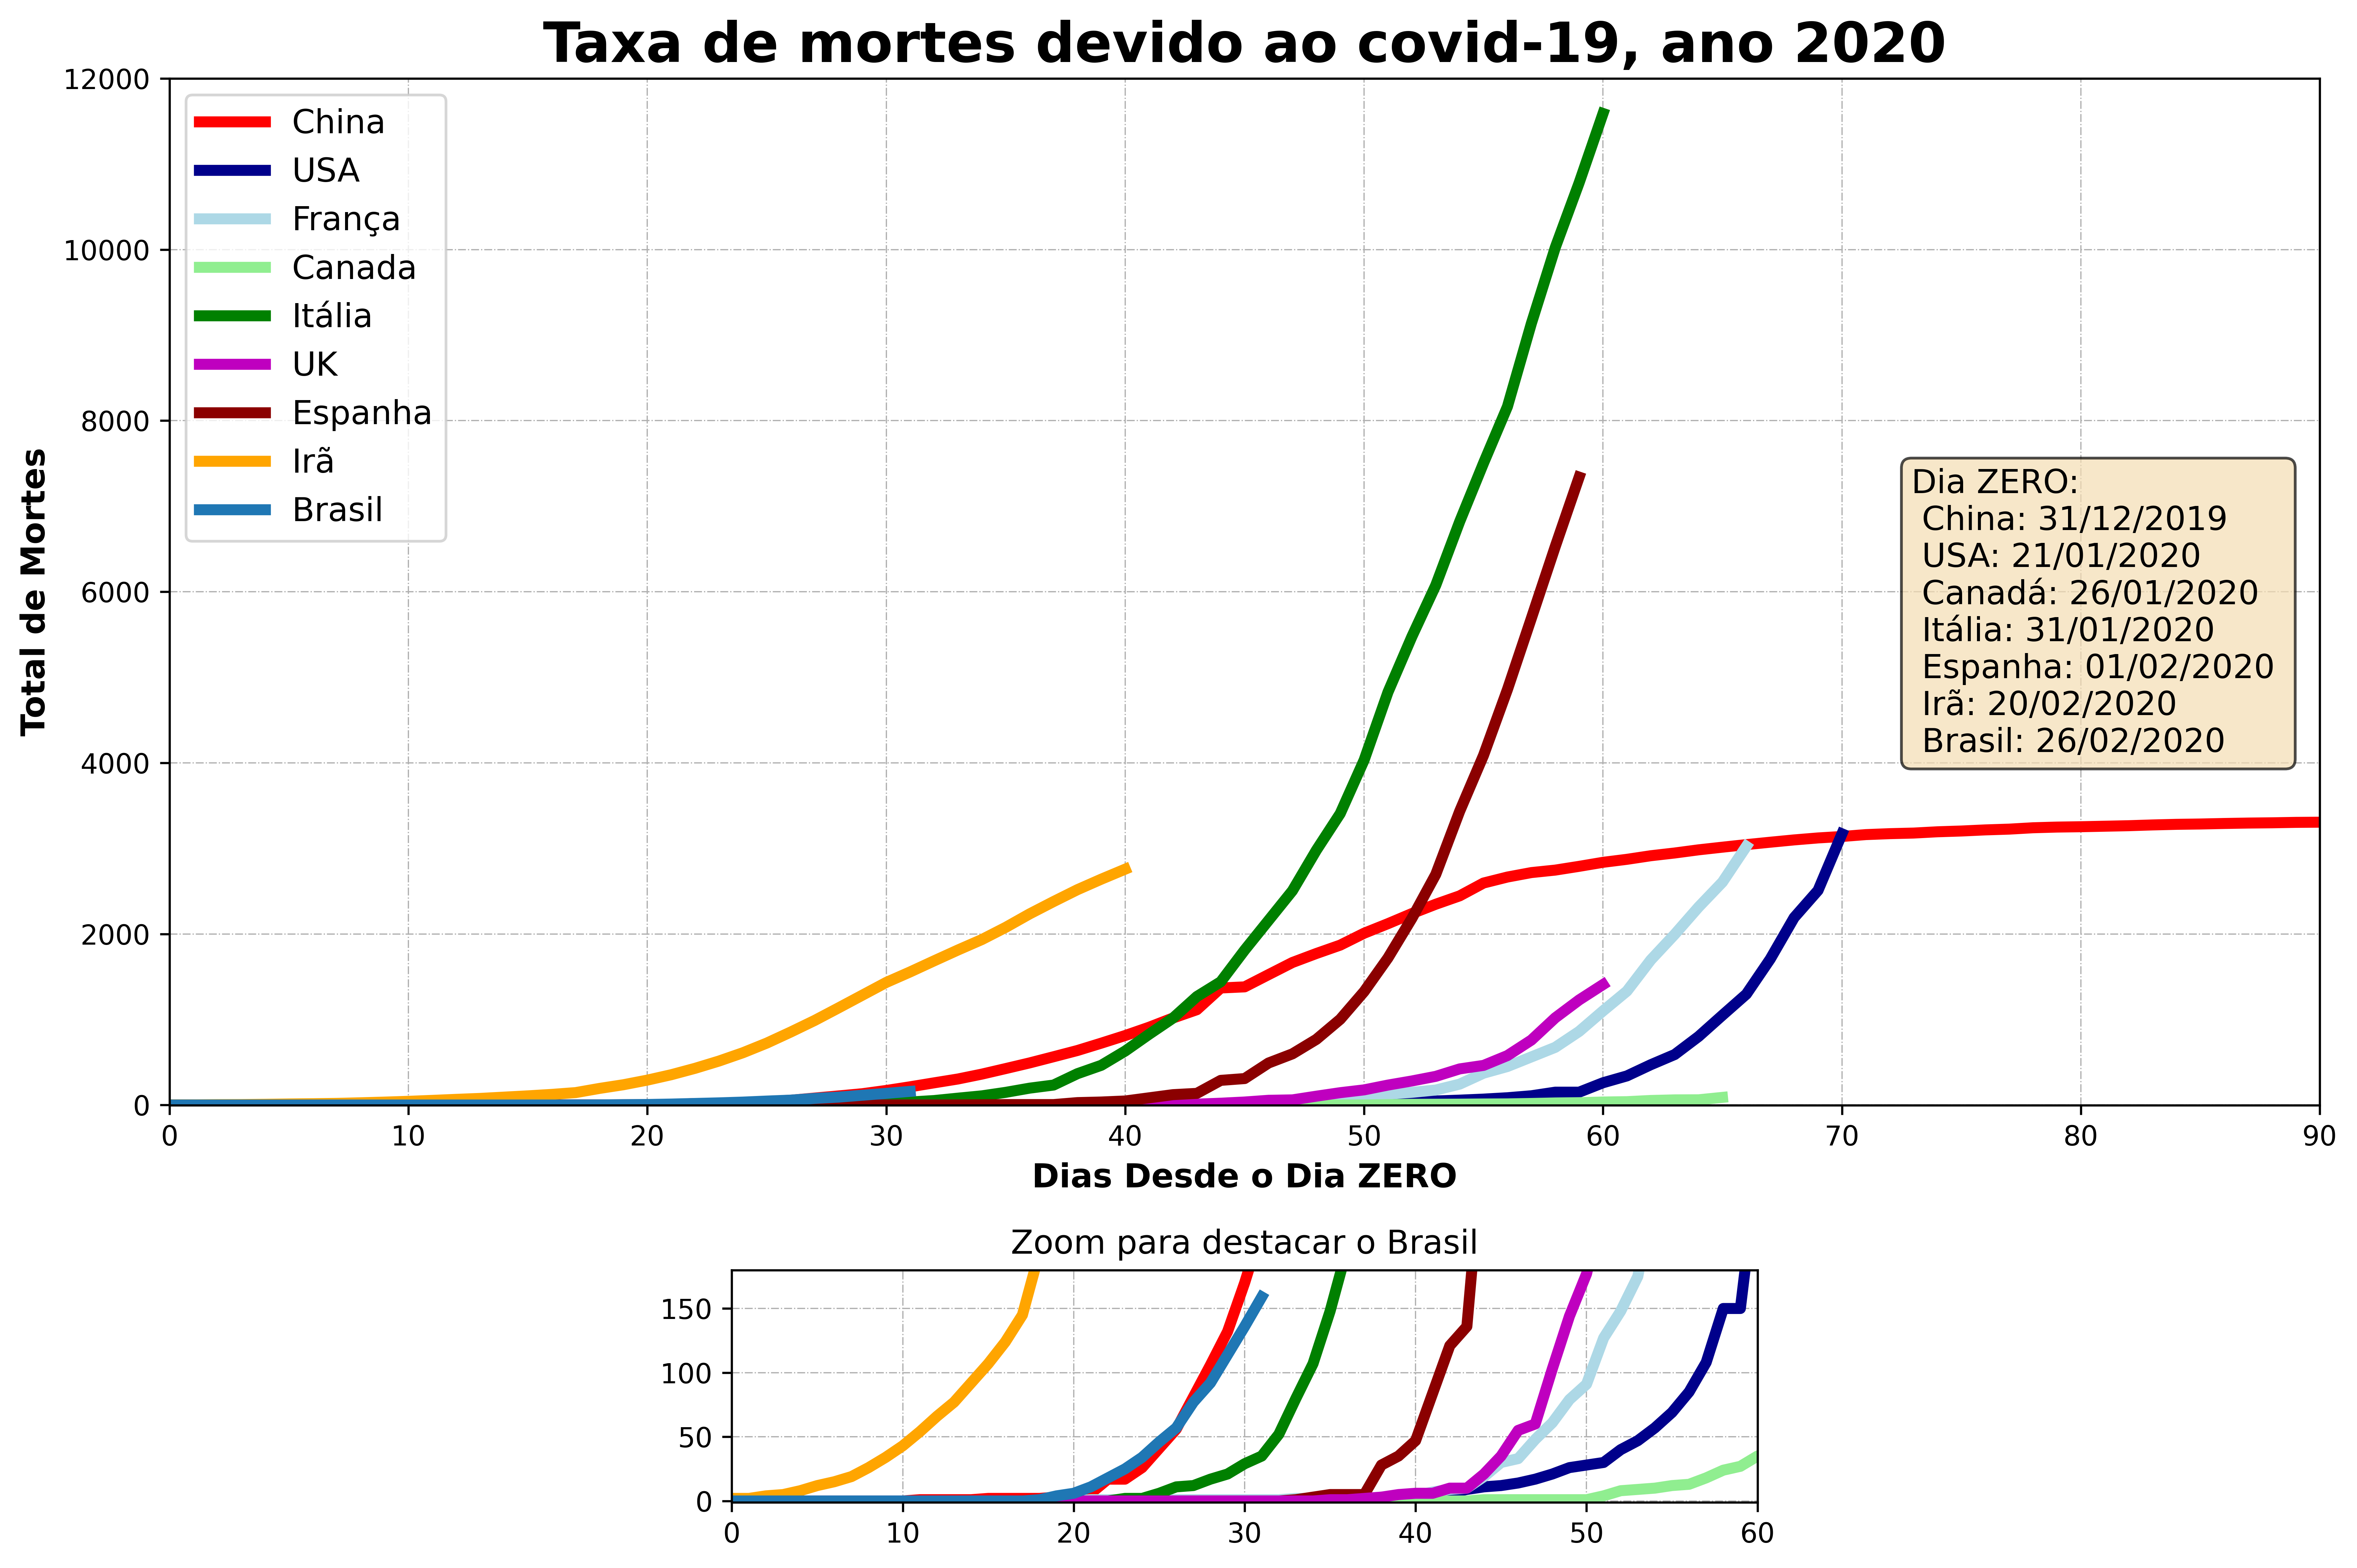 Taxa de mortes devido ao covid-19, ano 2020
12000
10000
8000
6000
4000
2000
0
Total de Mortes
China
USA
França
Canada
Itália
UK
Espanha
Irã
Brasil
Dia ZERO:
China: 31/12/2019
USA: 21/01/2020
Canadá: 26/01/2020
Itália: 31/01/2020
Espanha: 01/02/2020
Irã: 20/02/2020
Brasil: 26/02/2020
0 10 20 30 40 50 60 70 80 90
Dias Desde o Dia ZERO
Zoom para destacar o Brasil
150
100
50
0
0 10 20 30 40 50 60